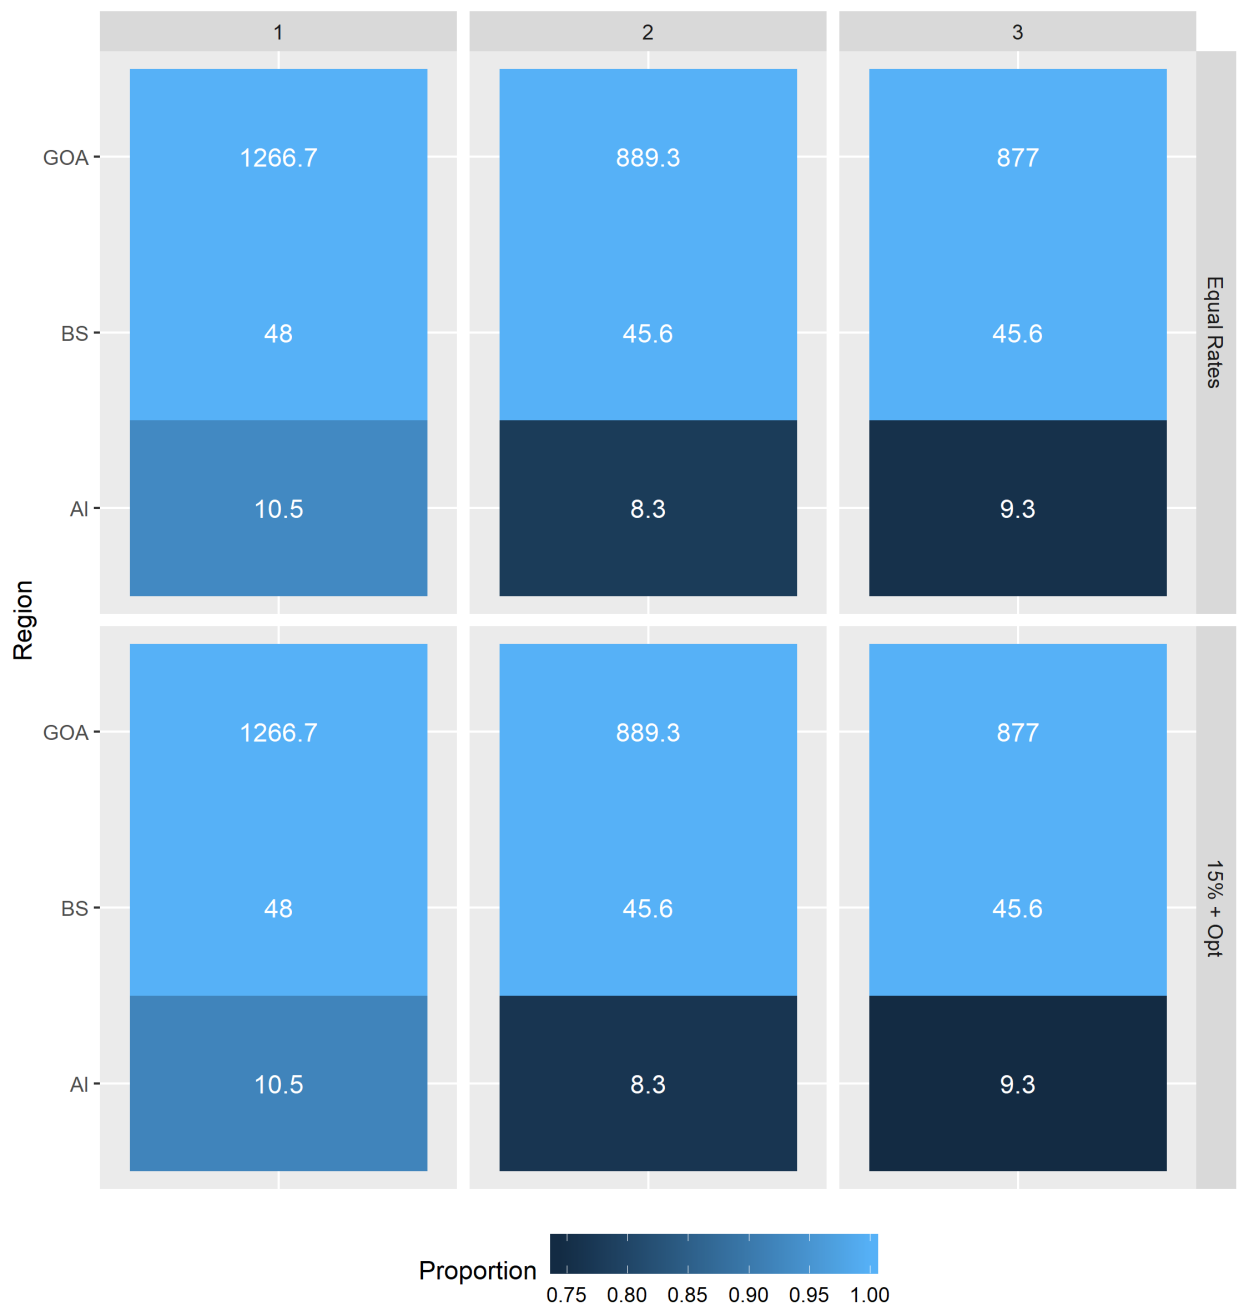 1 2 3
GOA 1266.7 889.3 877
BS 48 45.6 45.6
AI 10.5 8.3 9.3
Equal Rates
Region
GOA 1266.7 889.3 877
BS 48 45.6 45.6
AI 10.5 8.3 9.3
15% + Opt
Proportion
0.75 0.80 0.85 0.90 0.95 1.00